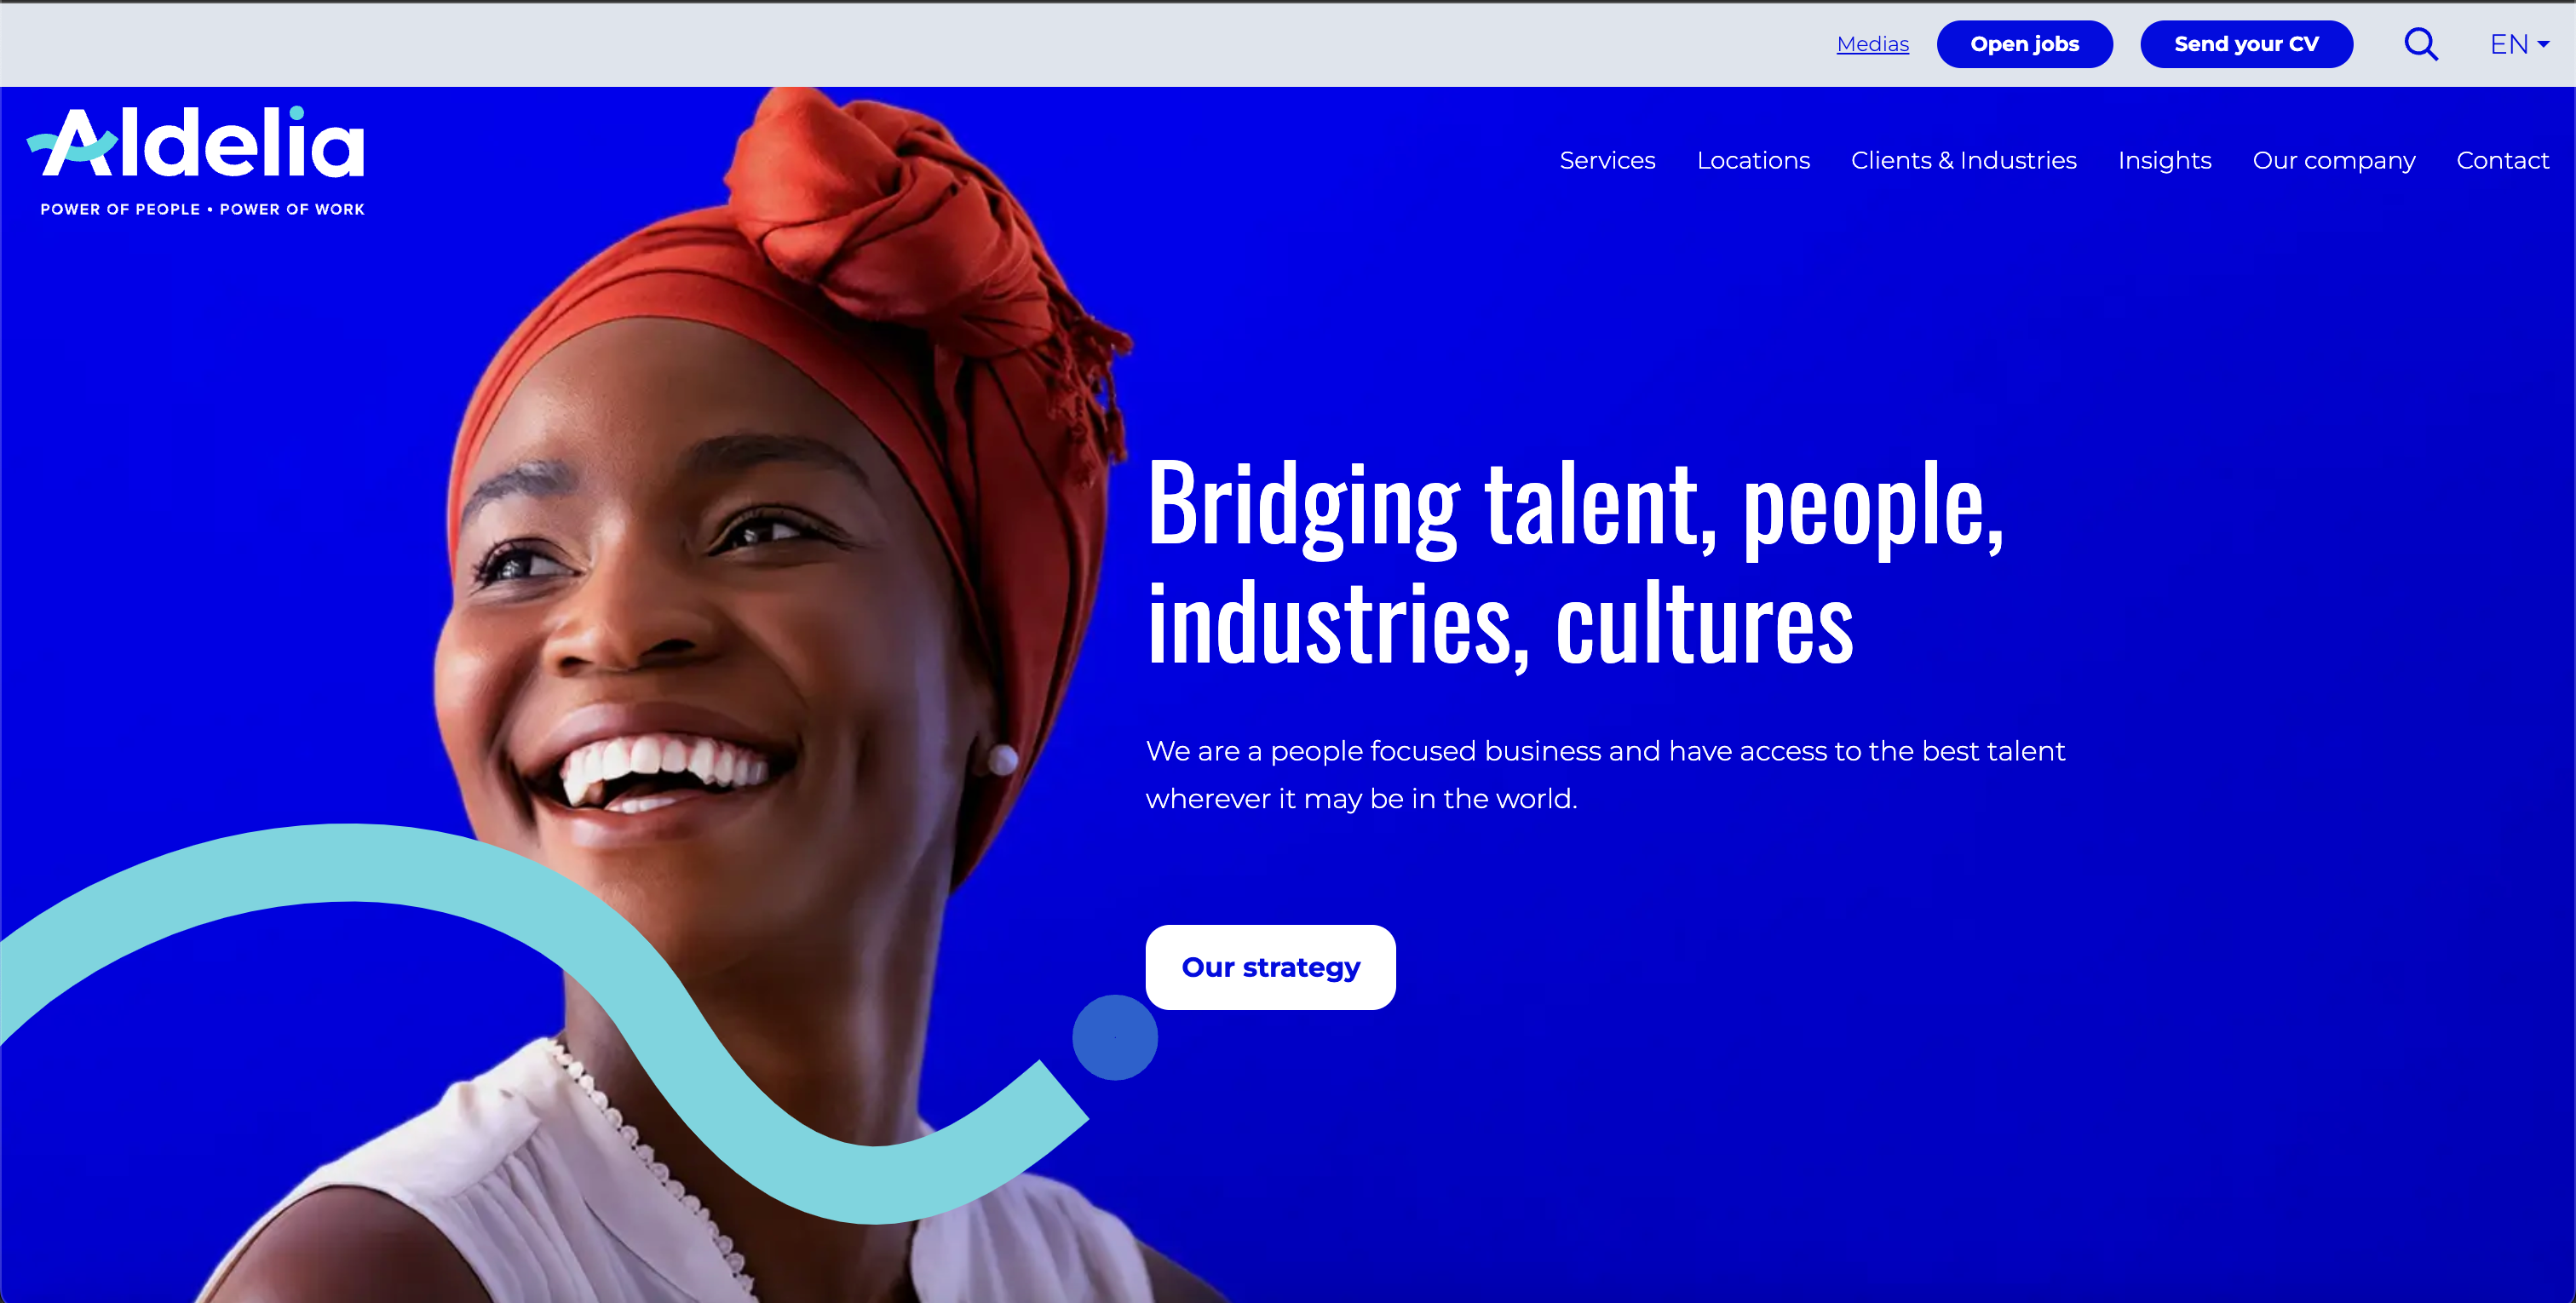 Medias
Open jobs
Send your CV
EN
Aldelia
POWER OF PEOPLE • POWER OF WORK
Services
Locations
Clients & Industries
Insights
Our company
Contact
Bridging talent, people,
industries, cultures
We are a people focused business and have access to the best talent
wherever it may be in the world.
Our strategy